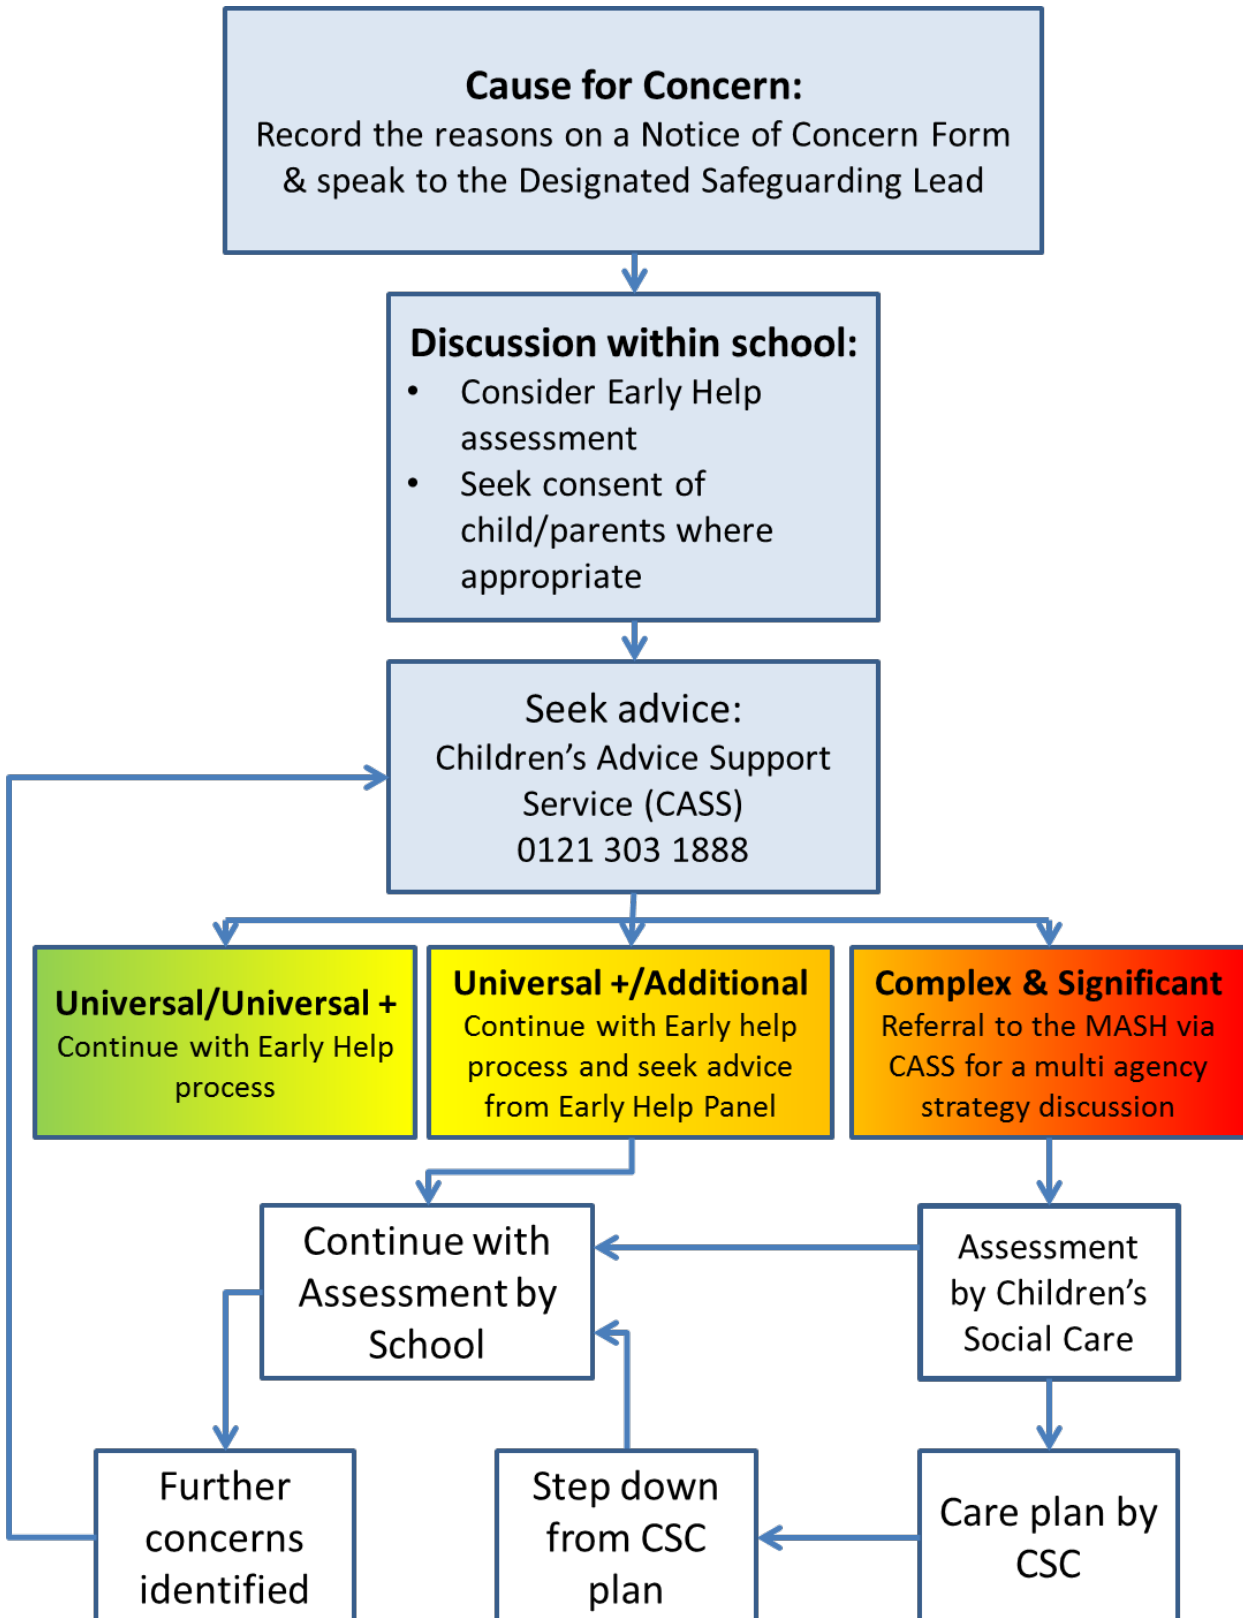 Cause for Concern:
Record the reasons on a Notice of Concern Form
& speak to the Designated Safeguarding Lead
Discussion within school:
• Consider Early Help
assessment
• Seek consent of
child/parents where
appropriate
Seek advice:
Children’s Advice Support
Service (CASS)
0121 303 1888
Universal/Universal +
Continue with Early Help
process
Universal +/Additional
Continue with Early help
process and seek advice
from Early Help Panel
Complex & Significant
Referral to the MASH via
CASS for a multi agency
strategy discussion
Continue with
Assessment by
School
Assessment
by Children’s
Social Care
Further
concerns
identified
Step down
from CSC
plan
Care plan by
CSC